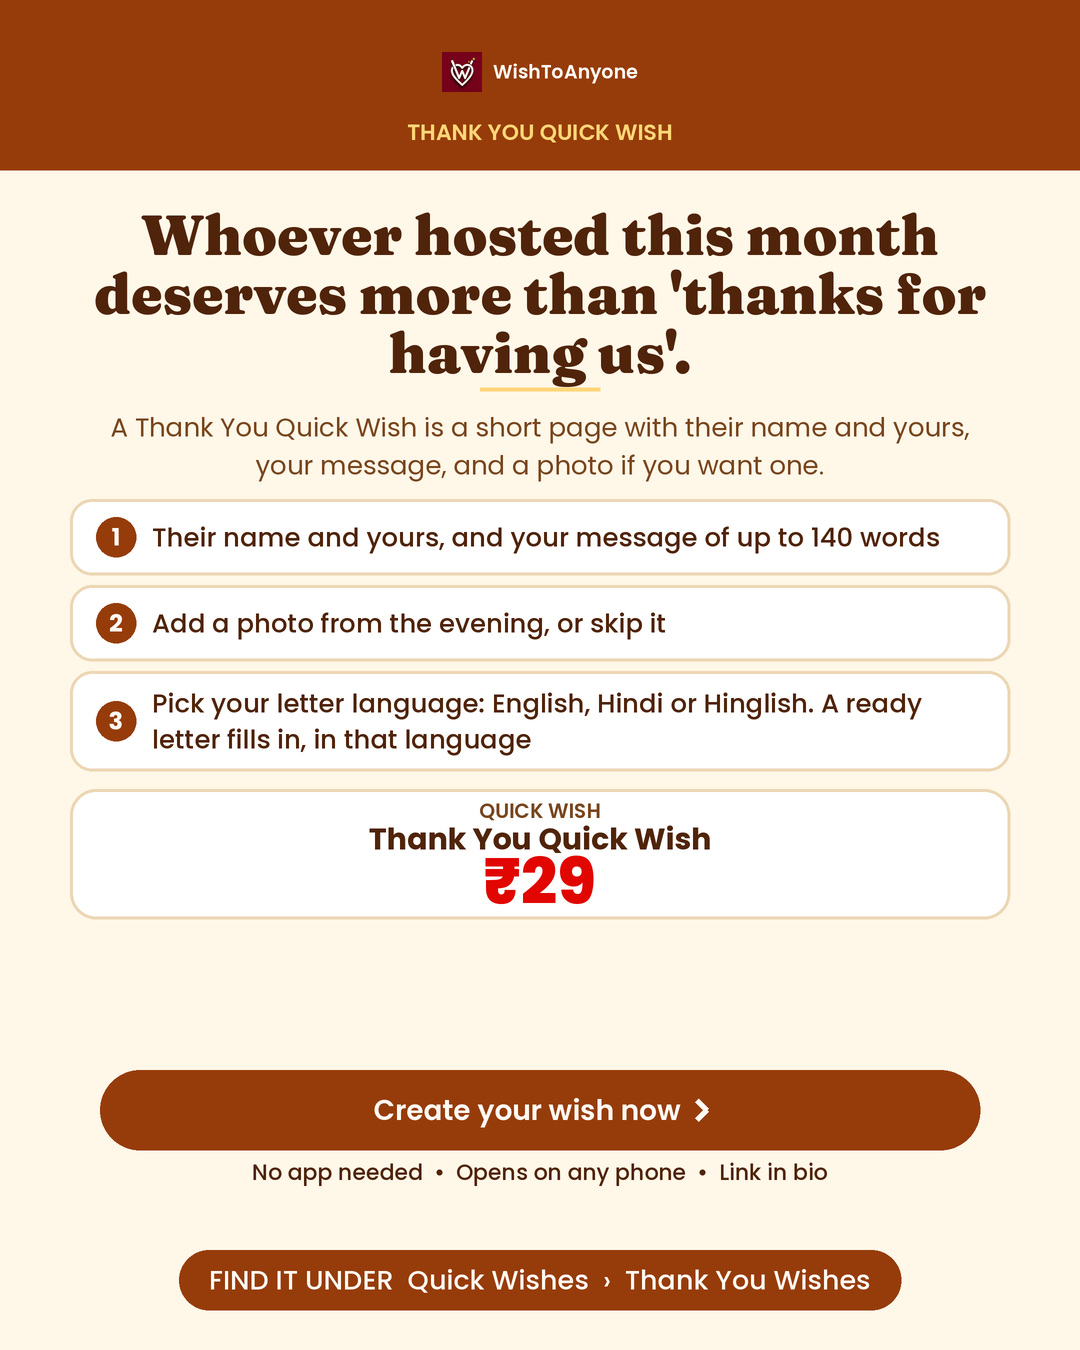 WishToAnyone
THANK YOU QUICK WISH
Whoever hosted this month
deserves more than 'thanks for
having us'.
A Thank You Quick Wish is a short page with their name and yours,
your message, and a photo if you want one.
1 Their name and yours, and your message of up to 140 words
2 Add a photo from the evening, or skip it
3 Pick your letter language: English, Hindi or Hinglish. A ready
letter fills in, in that language
QUICK WISH
Thank You Quick Wish
₹29
Create your wish now ›
No app needed • Opens on any phone • Link in bio
FIND IT UNDER Quick Wishes › Thank You Wishes